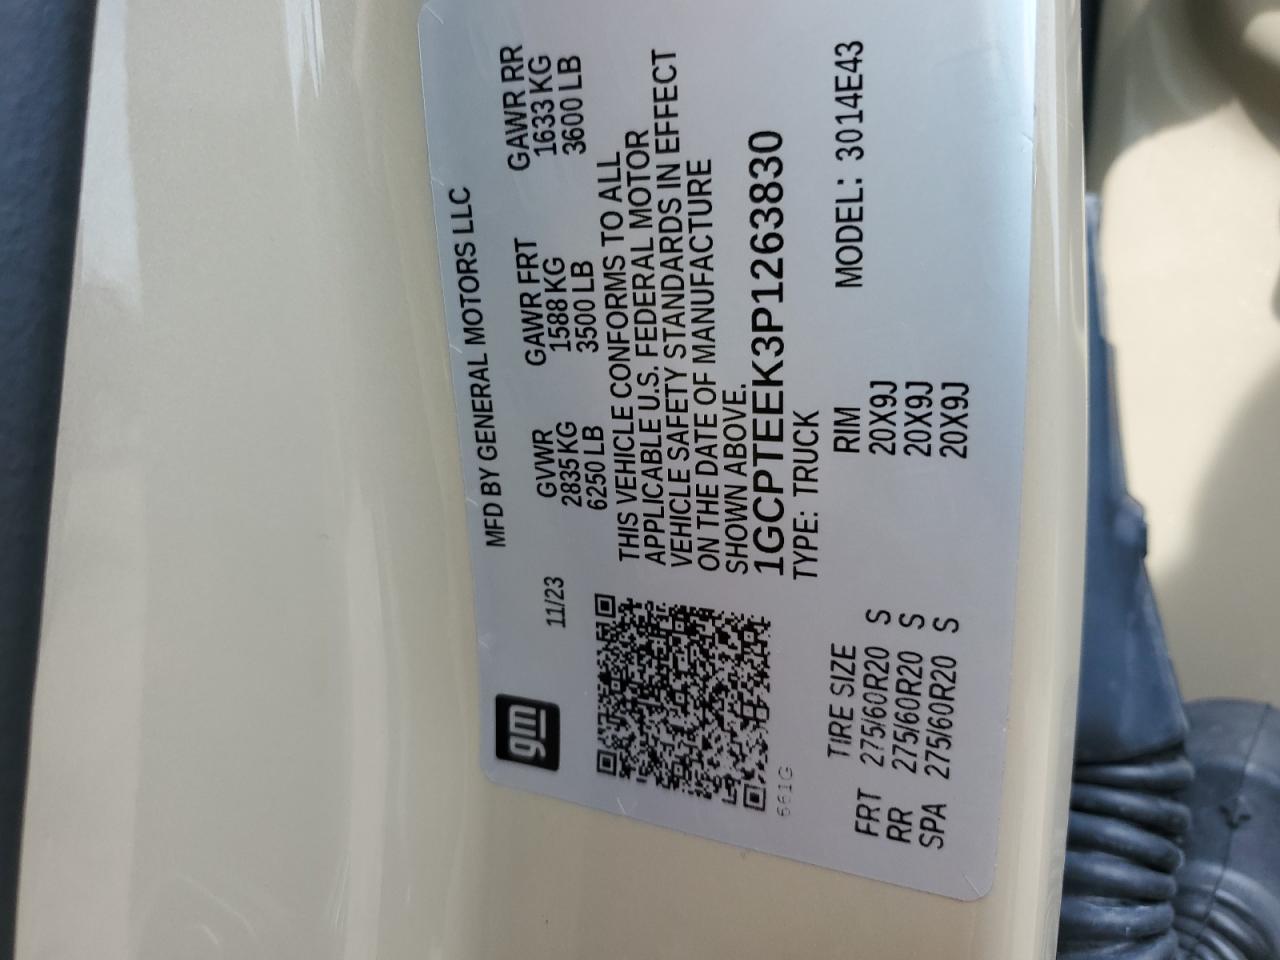 gm
MFD BY GENERAL MOTORS LLC
11/23 GVWR GAWR FRT GAWR RR
2835 KG 1588 KG 1633 KG
6250 LB 3500 LB 3600 LB
THIS VEHICLE CONFORMS TO ALL
APPLICABLE U.S. FEDERAL MOTOR
VEHICLE SAFETY STANDARDS IN EFFECT
ON THE DATE OF MANUFACTURE
SHOWN ABOVE.
1GCPTEEK3P1263830
661G
TYPE: TRUCK
MODEL: 3014E43
TIRE SIZE RIM
FRT 275/60R20 S 20X9J
RR 275/60R20 S 20X9J
SPA 275/60R20 S 20X9J